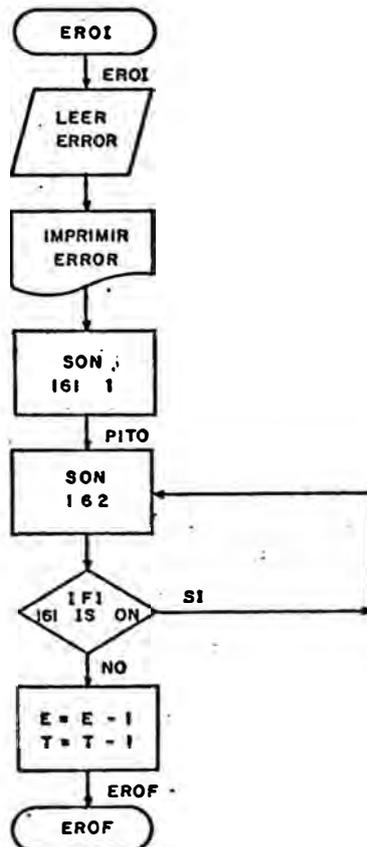 EROI
EROI
LEER
ERROR
IMPRIMIR
ERROR
SON
161 1
PITO
SON
162
IFI
161 IS ON
SI
NO
E = E - 1
T = T - 1
EROF
EROF